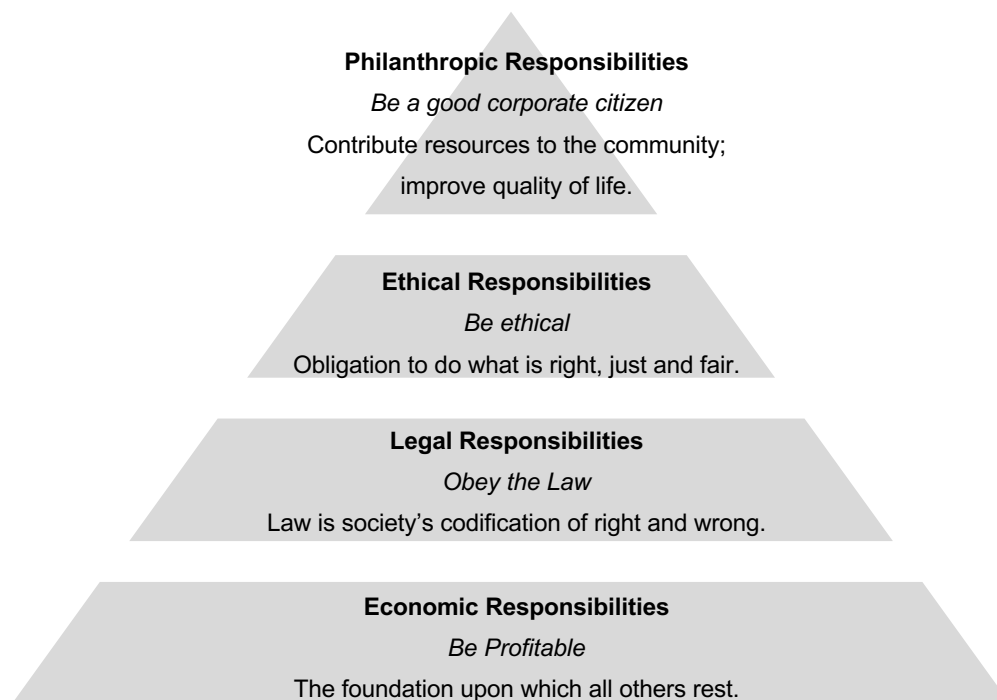 Philanthropic Responsibilities
Be a good corporate citizen
Contribute resources to the community;
improve quality of life.
Ethical Responsibilities
Be ethical
Obligation to do what is right, just and fair.
Legal Responsibilities
Obey the Law
Law is society’s codification of right and wrong.
Economic Responsibilities
Be Profitable
The foundation upon which all others rest.